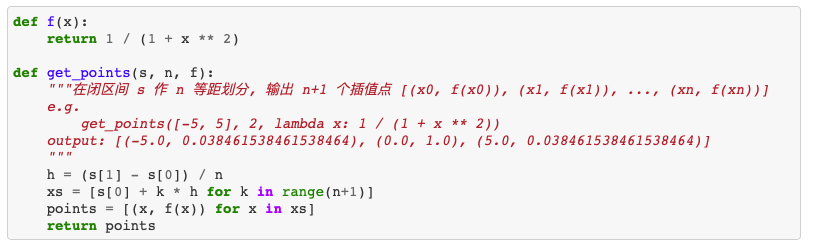 def f(x):
    return 1 / (1 + x ** 2)

def get_points(s, n, f):
    """在闭区间 s 作 n 等距划分, 输出 n+1 个插值点 [(x0, f(x0)), (x1, f(x1)), ..., (xn, f(xn))]
    e.g.
        get_points([-5, 5], 2, lambda x: 1 / (1 + x ** 2))
    output: [(-5.0, 0.038461538461538464), (0.0, 1.0), (5.0, 0.038461538461538464)]
    """
    h = (s[1] - s[0]) / n
    xs = [s[0] + k * h for k in range(n+1)]
    points = [(x, f(x)) for x in xs]
    return points